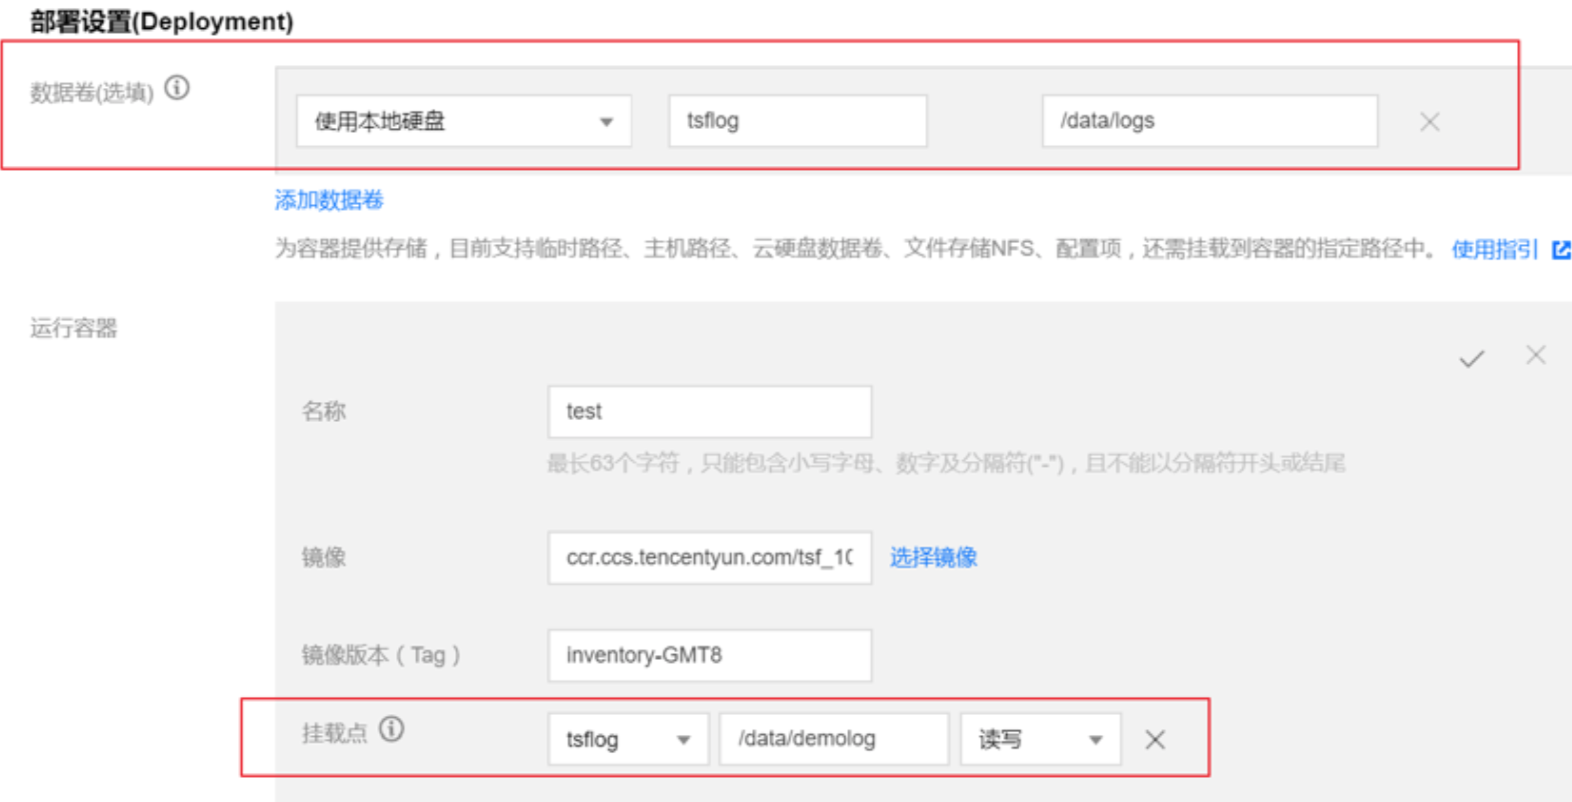 部署设置(Deployment)
数据卷(选填)
使用本地硬盘 tsflog /data/logs
添加数据卷
为容器提供存储，目前支持临时路径、主机路径、云硬盘数据卷、文件存储NFS、配置项，还需挂载到容器的指定路径中。 使用指引
运行容器
名称 test
最长63个字符，只能包含小写字母、数字及分隔符("-")，且不能以分隔符开头或结尾
镜像 ccr.ccs.tencentyun.com/tsf_10 选择镜像
镜像版本（Tag） inventory-GMT8
挂载点 tsflog /data/demolog 读写